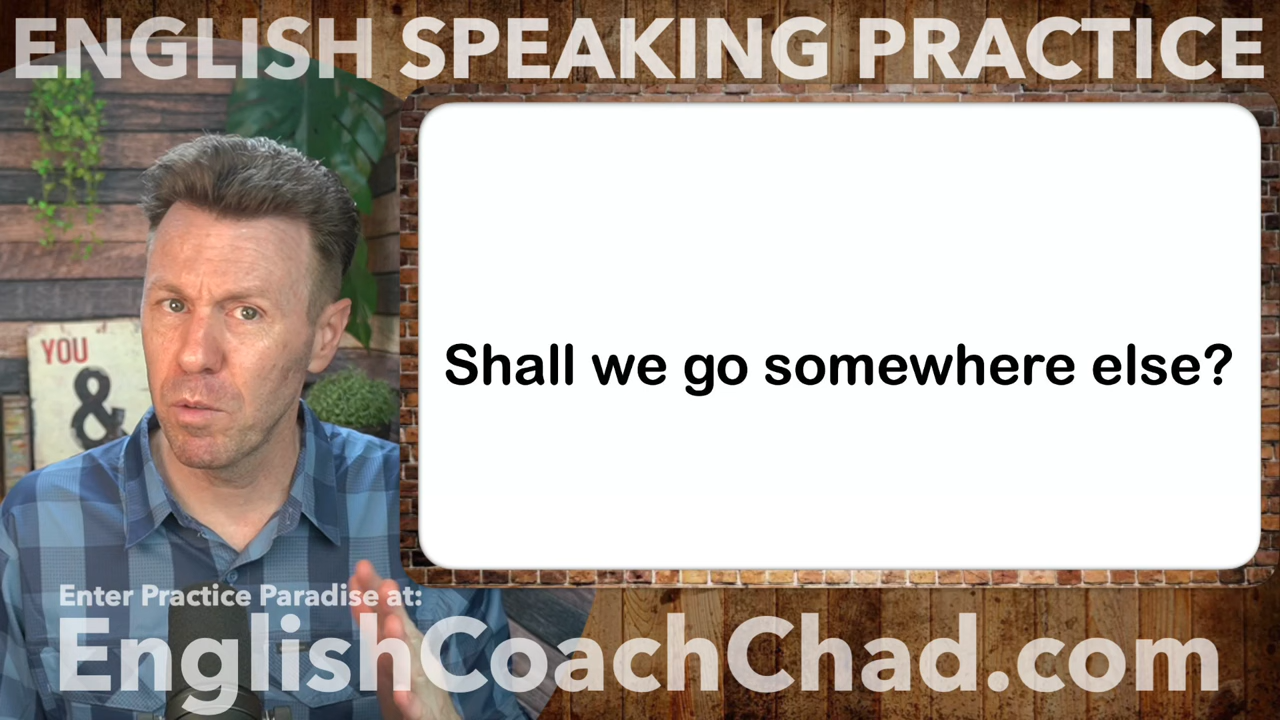 ENGLISH SPEAKING PRACTICE
YOU
&
Shall we go somewhere else?
Enter Practice Paradise at:
EnglishCoachChad.com